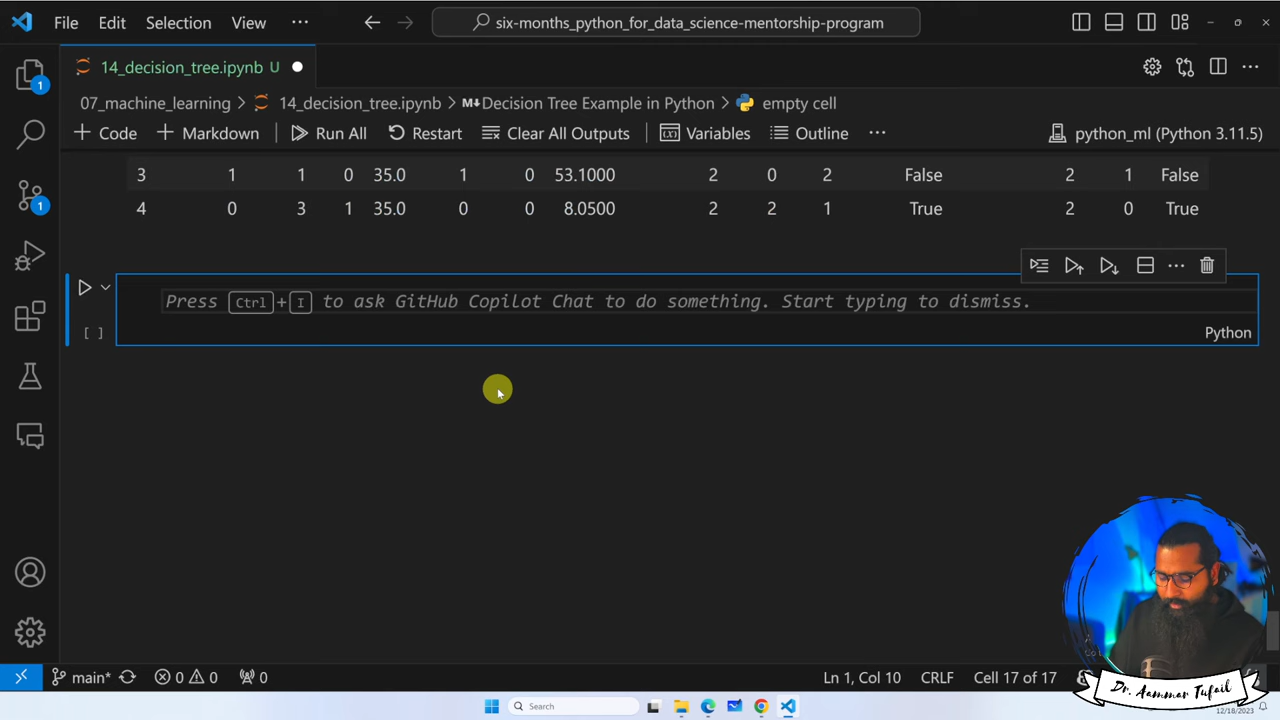 File Edit Selection View ··· six-months_python_for_data_science-mentorship-program
14_decision_tree.ipynb U
07_machine_learning > 14_decision_tree.ipynb > M↓ Decision Tree Example in Python > empty cell
+ Code + Markdown Run All Restart Clear All Outputs Variables Outline ··· python_ml (Python 3.11.5)
3 1 1 0 35.0 1 0 53.1000 2 0 2 False 2 1 False
4 0 3 1 35.0 0 0 8.0500 2 2 1 True 2 0 True
Press Ctrl + I to ask GitHub Copilot Chat to do something. Start typing to dismiss.
[ ]
Python
1
1
main* 0 0 0 Ln 1, Col 10 CRLF Cell 17 of 17
Dr. Aammar Tufail
Search
12/18/2023